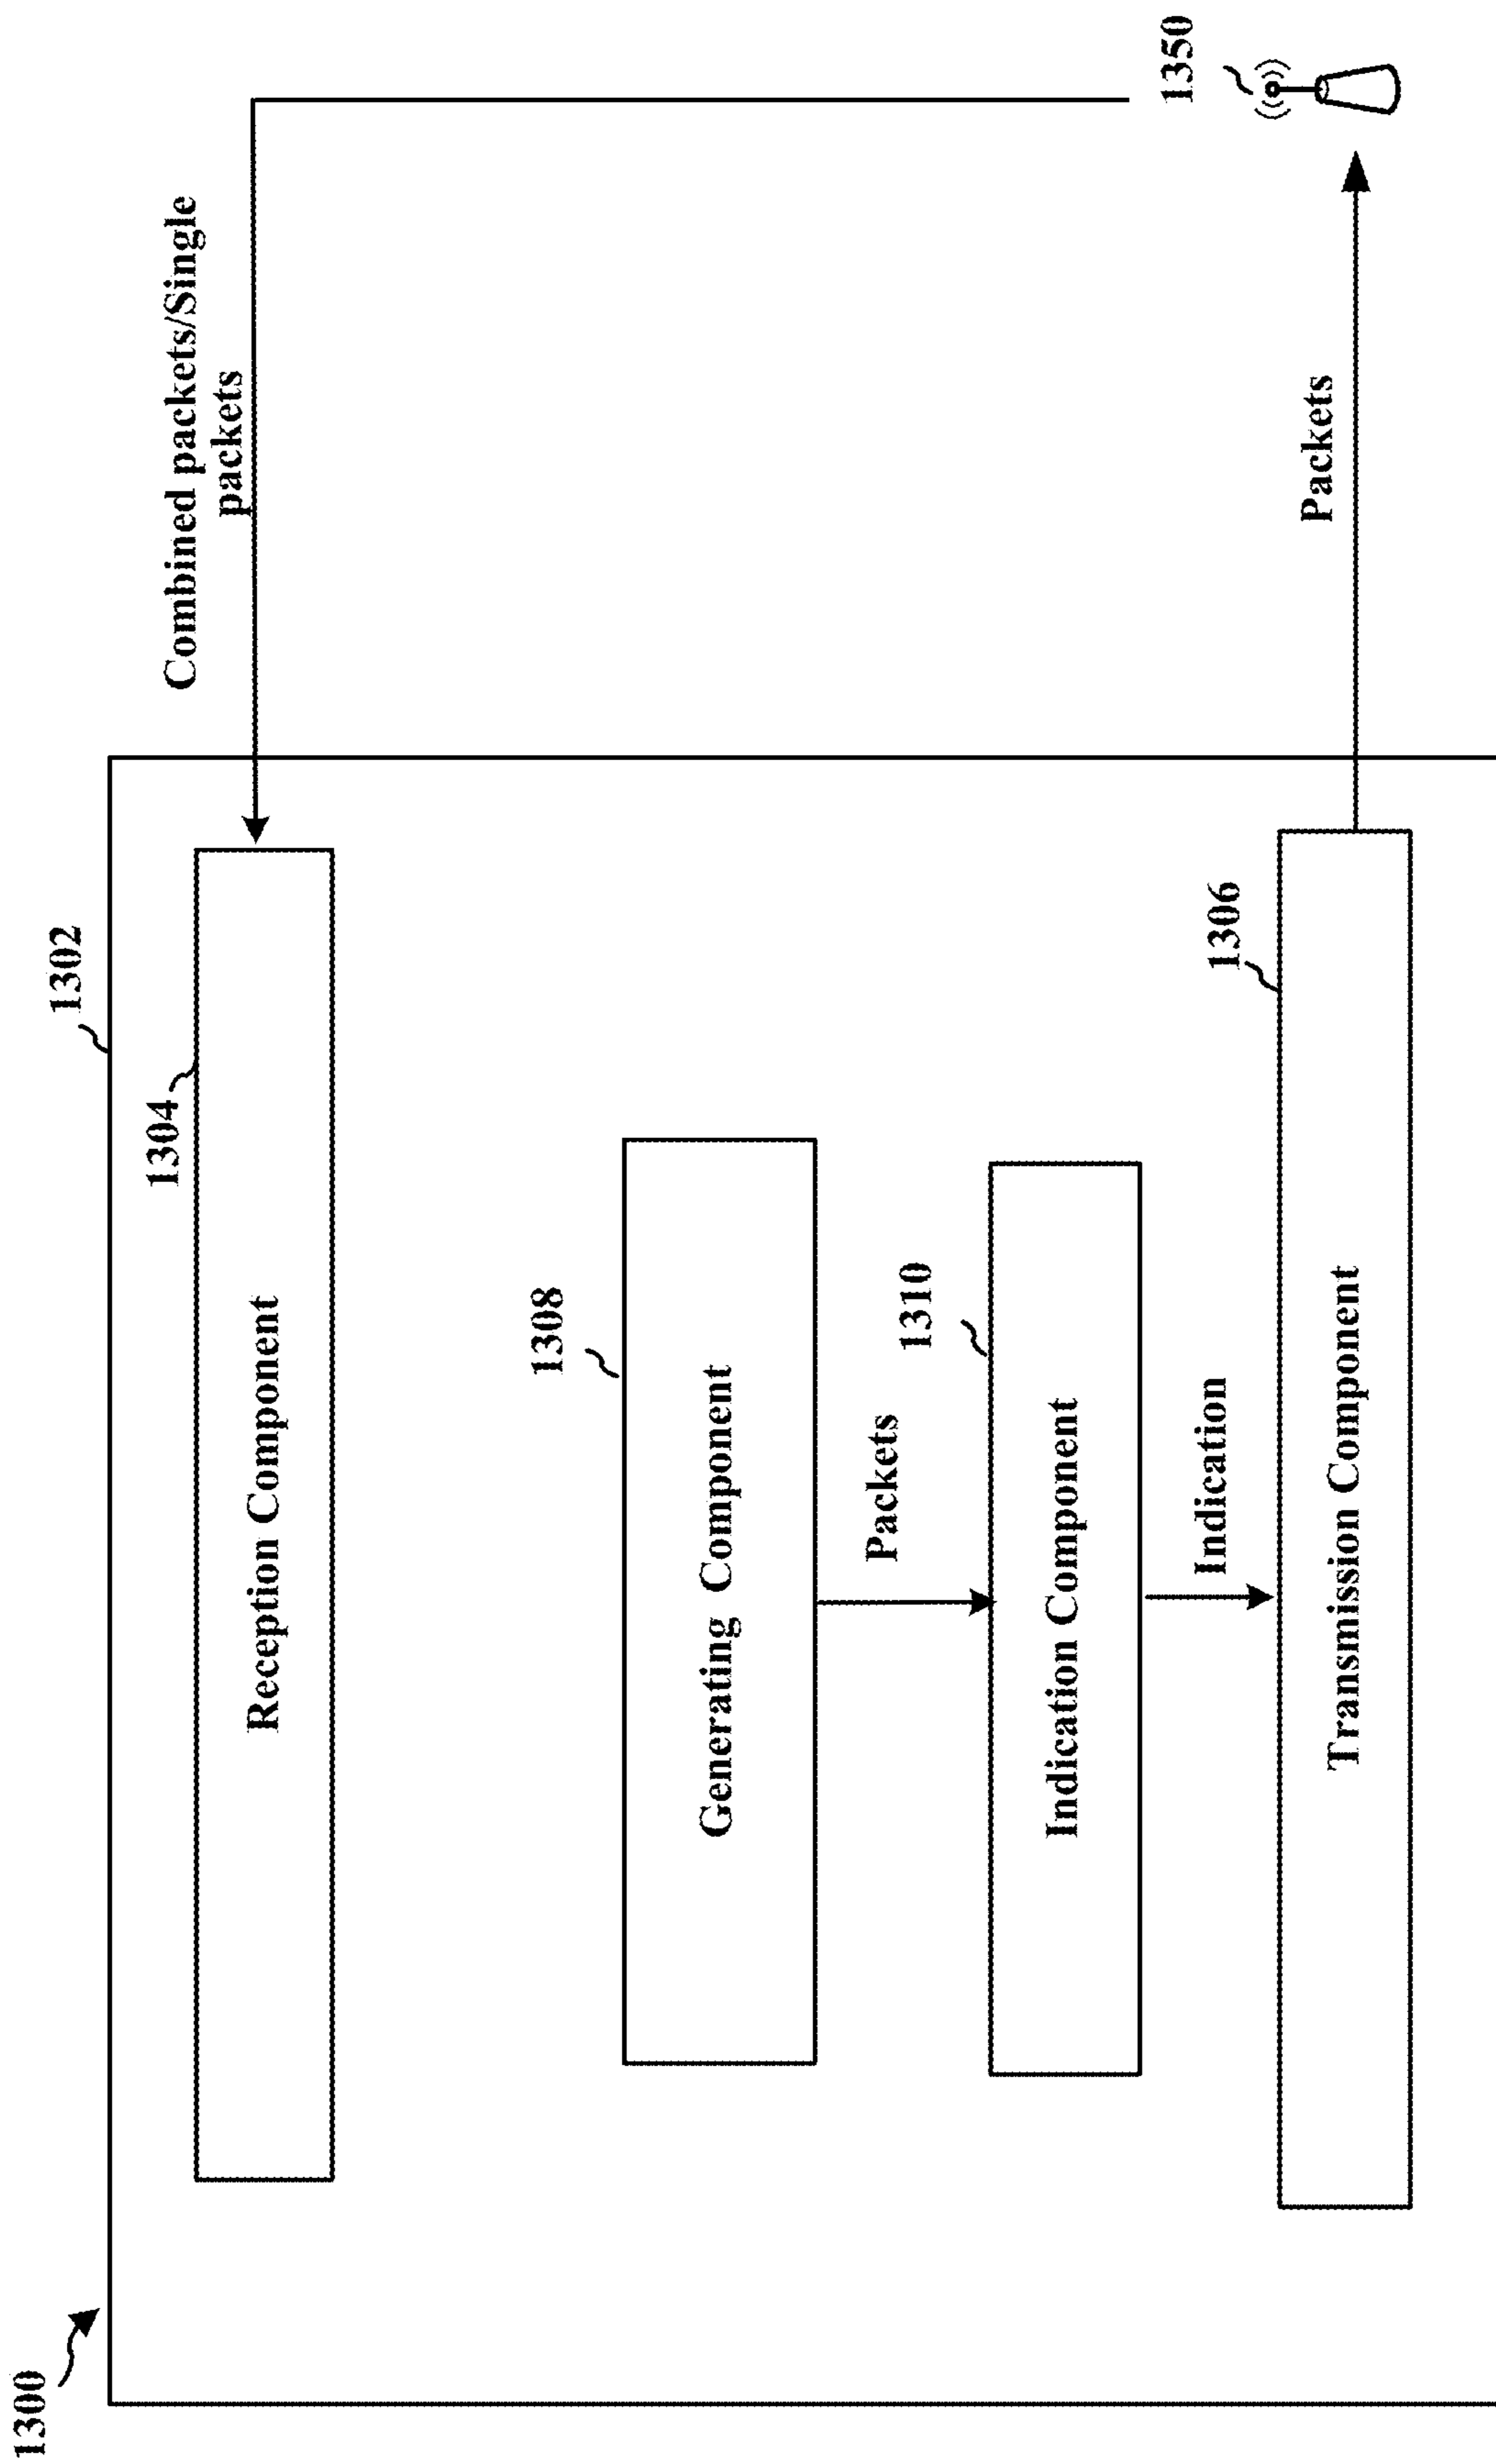 1300
1302
Combined packets/Single
packets
1304
Reception Component
1308
Generating Component
Packets
1310
Indication Component
Indication
1306
Transmission Component
Packets
1350